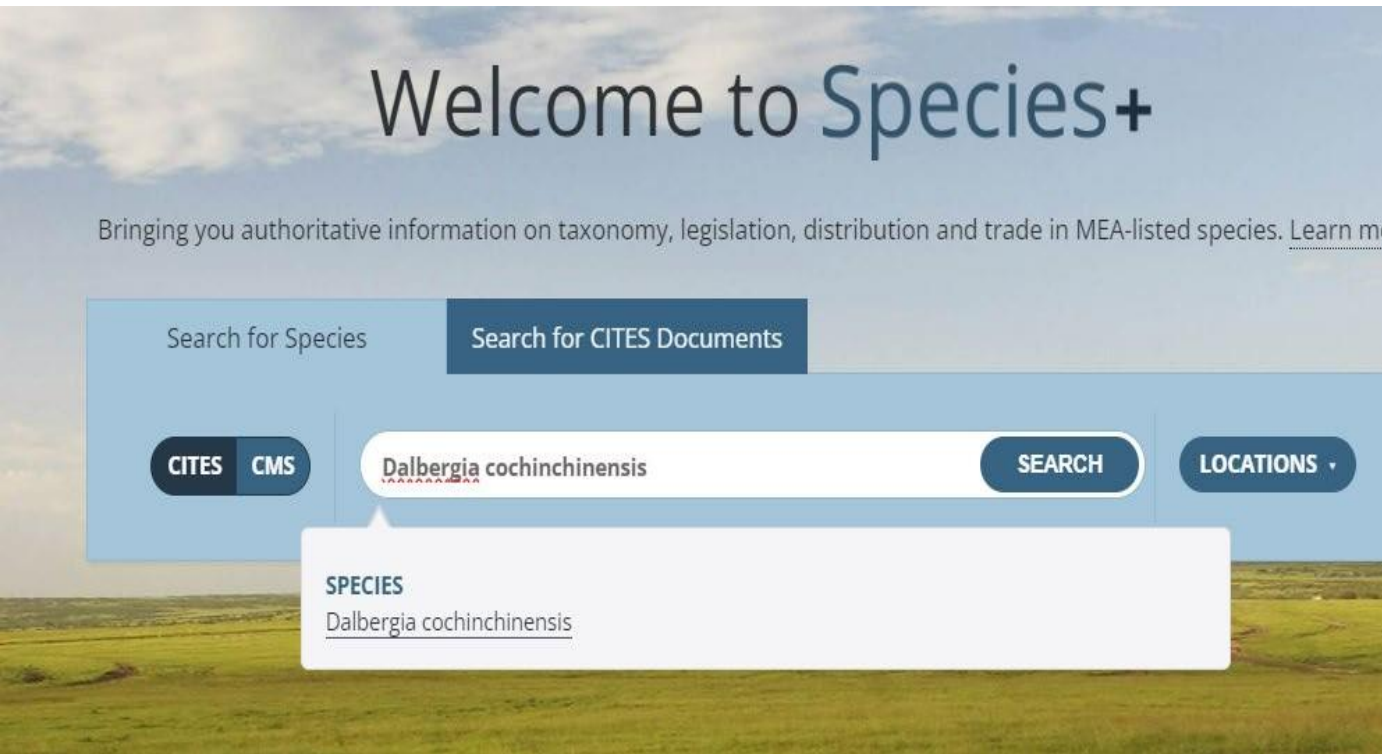 Welcome to Species+
Bringing you authoritative information on taxonomy, legislation, distribution and trade in MEA-listed species. Learn
Search for Species
Search for CITES Documents
CITES CMS
Dalbergia cochinchinensis
SEARCH
LOCATIONS
SPECIES
Dalbergia cochinchinensis